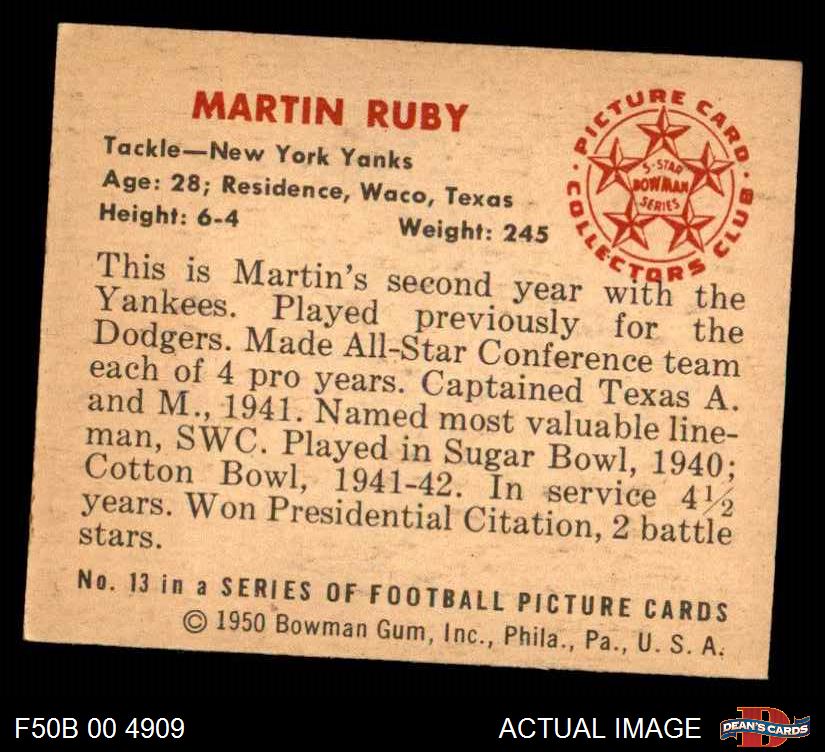 MARTIN RUBY
Tackle—New York Yanks
Age: 28; Residence, Waco, Texas
Height: 6-4 Weight: 245
PICTURE CARD COLLECTORS CLUB
5-STAR
BOWMAN
SERIES
This is Martin's second year with the
Yankees. Played previously for the
Dodgers. Made All-Star Conference team
each of 4 pro years. Captained Texas A.
and M., 1941. Named most valuable line-
man, SWC. Played in Sugar Bowl, 1940;
Cotton Bowl, 1941-42. In service 4½
years. Won Presidential Citation, 2 battle
stars.
No. 13 in a SERIES OF FOOTBALL PICTURE CARDS
© 1950 Bowman Gum, Inc., Phila., Pa., U. S. A.
F50B 00 4909 ACTUAL IMAGE DEAN'S CARDS